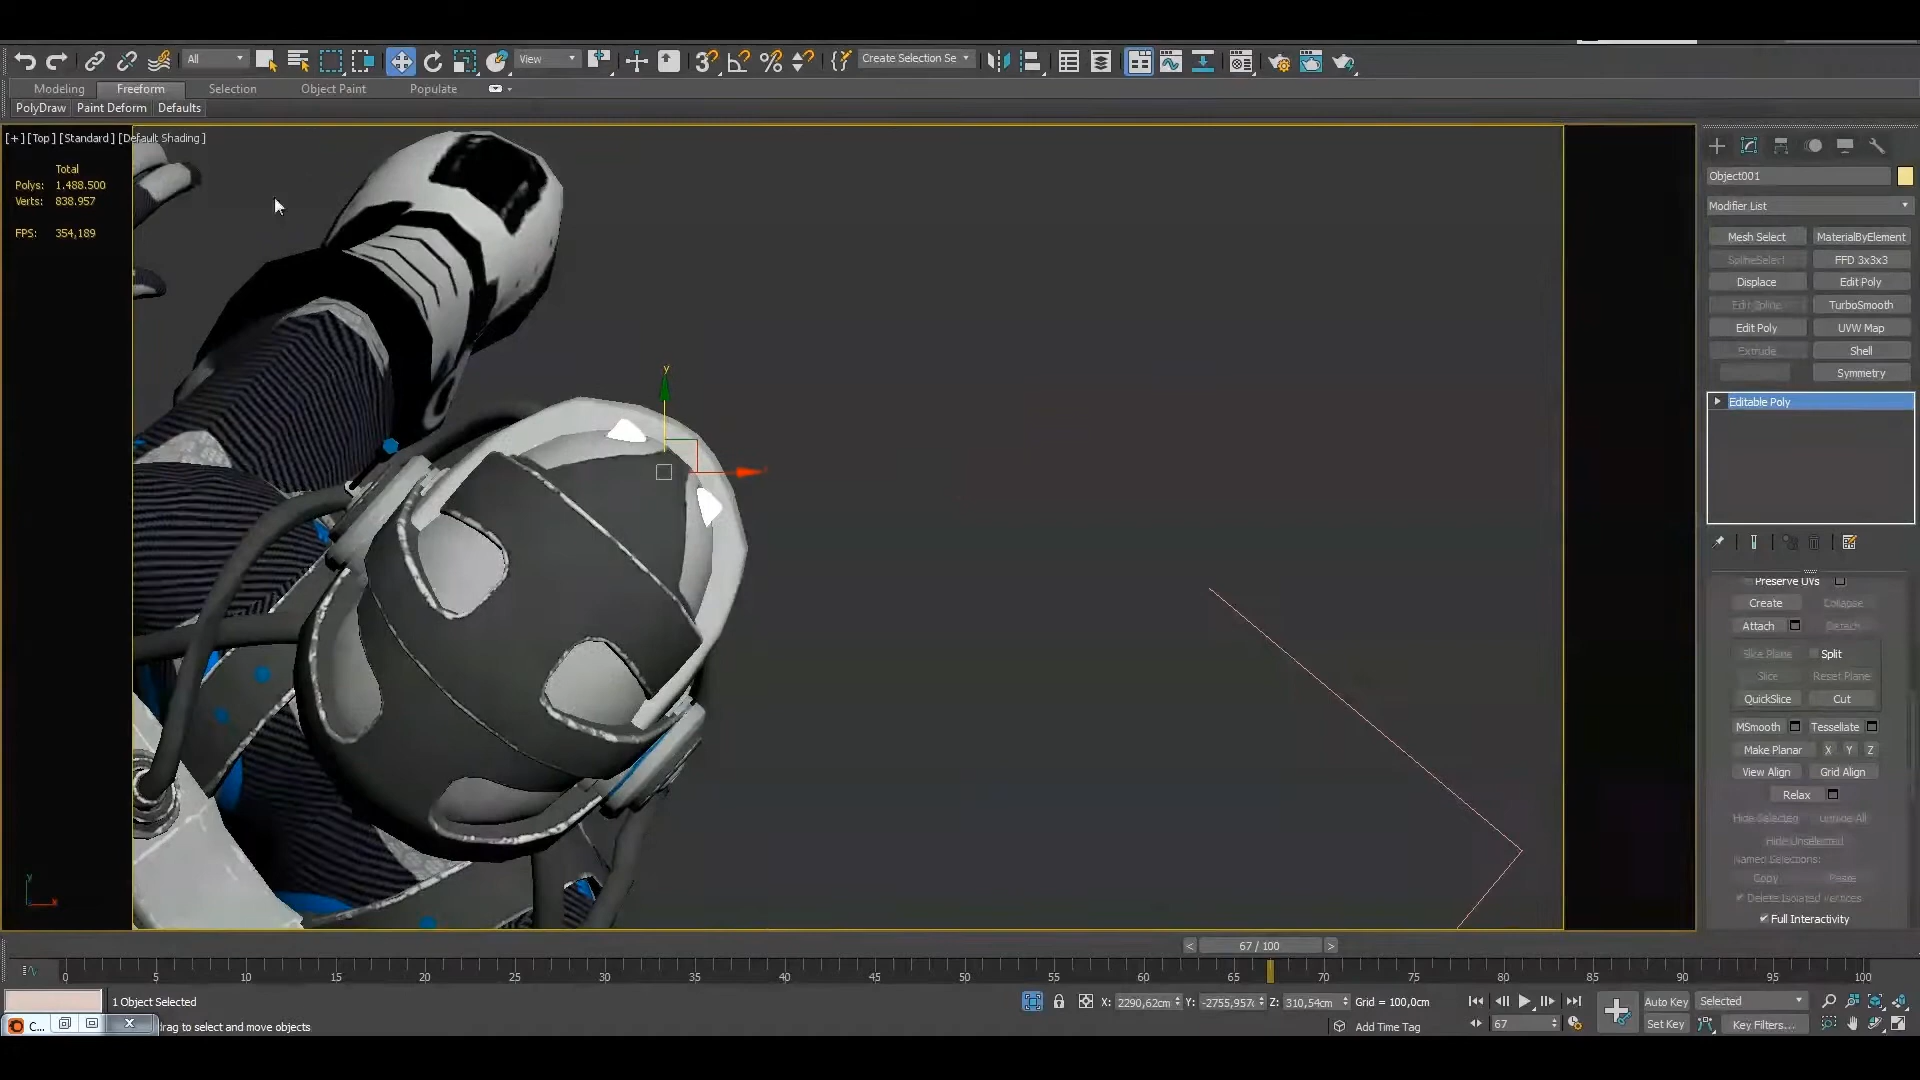 All
View
Create Selection Se
Modeling Freeform Selection Object Paint Populate
PolyDraw Paint Deform Defaults
[+] [Top] [Standard] [Default Shading]
Total
Polys: 1.488.500
Verts: 838.957
FPS: 354,189
y
Object001
Modifier List
Mesh Select MaterialByElement
SplineSelect FFD 3x3x3
Displace Edit Poly
Edit Spline TurboSmooth
Edit Poly UVW Map
Extrude Shell
Symmetry
Editable Poly
Preserve UVs
Create Collapse
Attach Detach
Slice Plane Split
Slice Reset Plane
QuickSlice Cut
MSmooth Tessellate
Make Planar X Y Z
View Align Grid Align
Relax
Hide Selected Unhide All
Hide Unselected
Named Selections:
Copy Paste
Delete Isolated Vertices
Full Interactivity
y
x
< 67 / 100 >
0 5 10 15 20 25 30 35 40 45 50 55 60 65 70 75 80 85 90 95 100
1 Object Selected
X: 2290,62cm Y: -2755,957c Z: 310,54cm Grid = 100,0cm
Auto Key Selected
C...
drag to select and move objects
Add Time Tag
67
Set Key Key Filters...